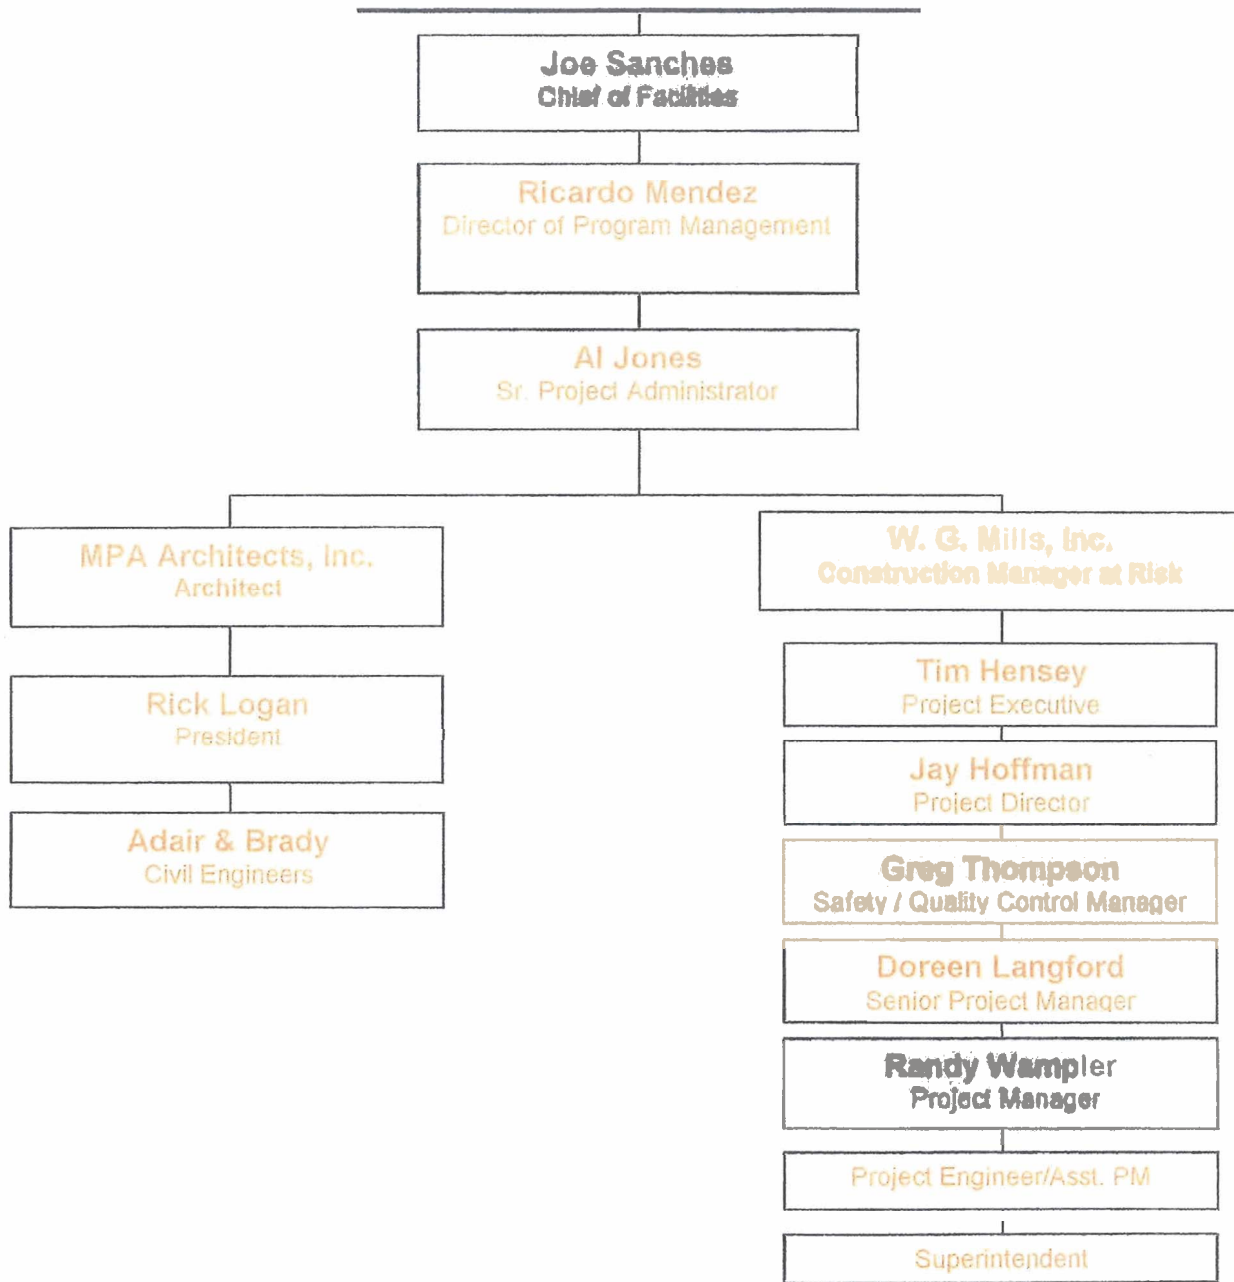 Joe Sanches
Chief of Facilities
Ricardo Mendez
Director of Program Management
Al Jones
Sr. Project Administrator
MPA Architects, Inc.
Architect
Rick Logan
President
Adair & Brady
Civil Engineers
W. G. Mills, Inc.
Construction Manager at Risk
Tim Hensey
Project Executive
Jay Hoffman
Project Director
Greg Thompson
Safety / Quality Control Manager
Doreen Langford
Senior Project Manager
Randy Wampler
Project Manager
Project Engineer/Asst. PM
Superintendent